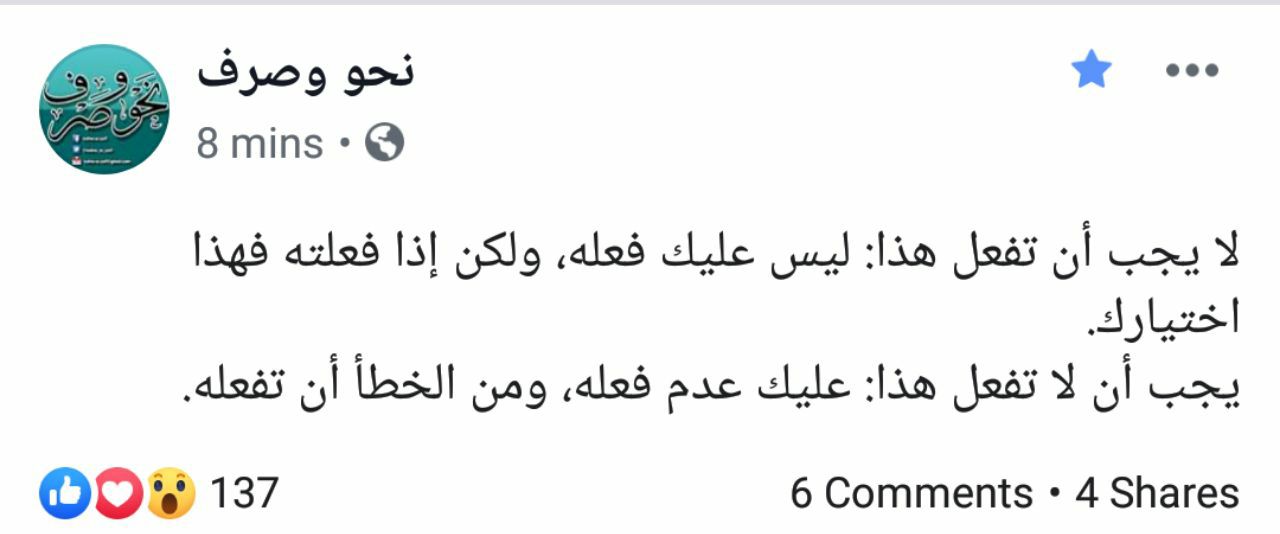 نحو وصرف
8 mins
لا يجب أن تفعل هذا: ليس عليك فعله، ولكن إذا فعلته فهذا
اختيارك.
يجب أن لا تفعل هذا: عليك عدم فعله، ومن الخطأ أن تفعله.
137
6 Comments • 4 Shares